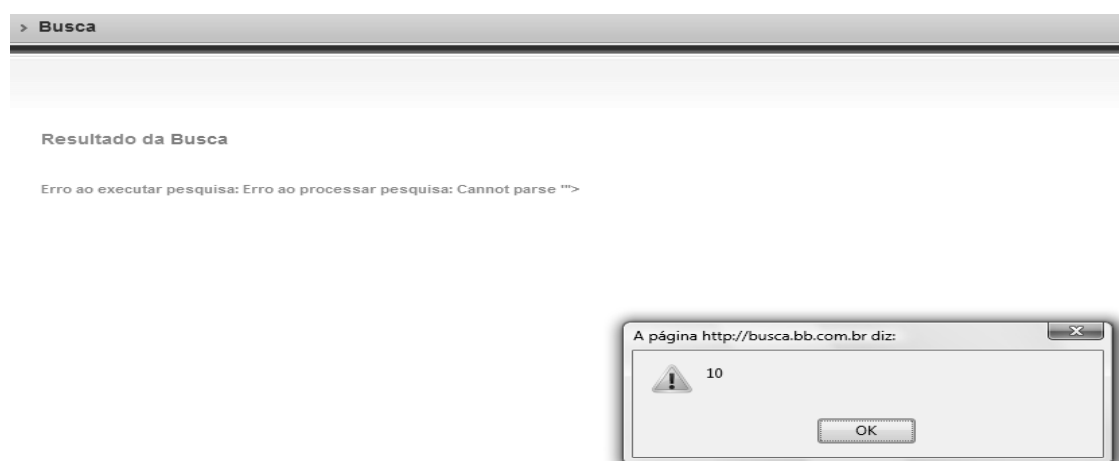 > Busca
Resultado da Busca
Erro ao executar pesquisa: Erro ao processar pesquisa: Cannot parse '">
A página http://busca.bb.com.br diz:
10
OK